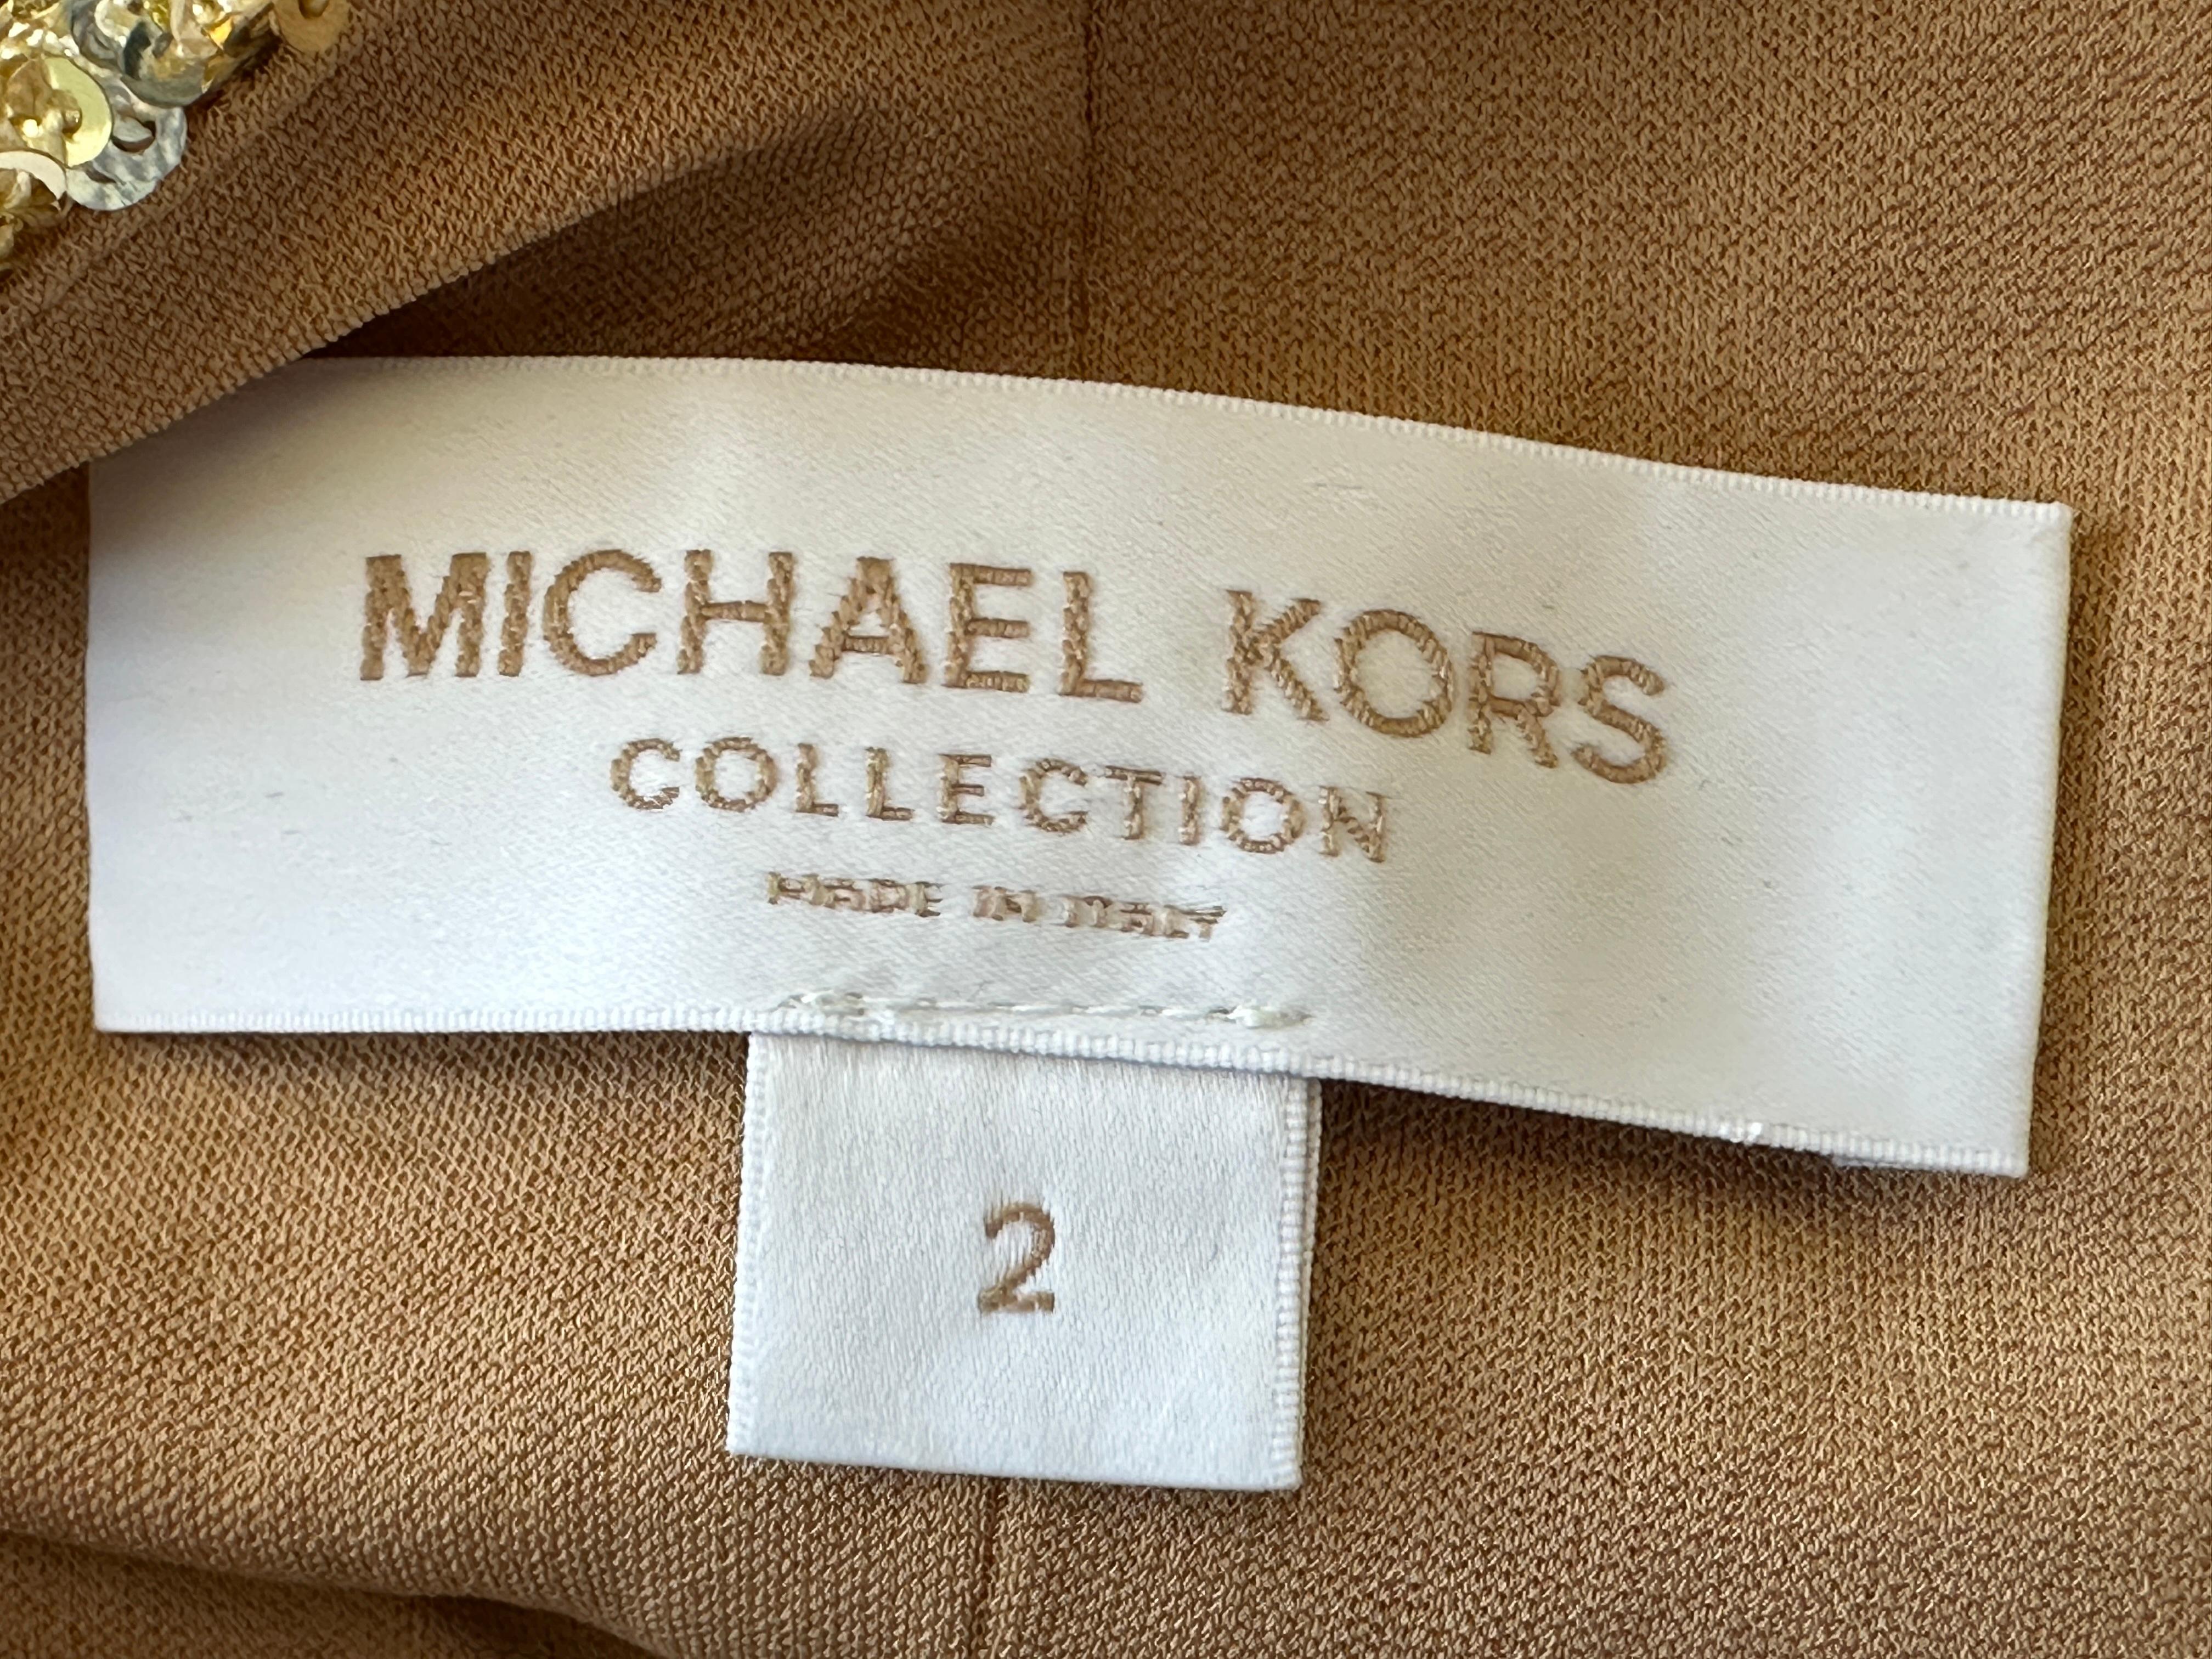 MICHAEL KORS
COLLECTION
MADE IN ITALY
2